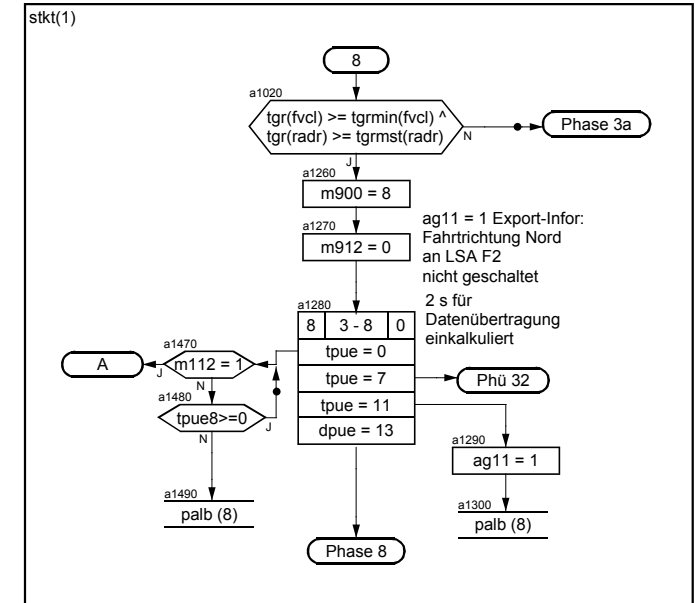 stkt(1)
8
a1020
tgr(fvcl) >= tgrmin(fvcl) ^
tgr(radr) >= tgrmst(radr)
N
Phase 3a
J
a1260
m900 = 8
a1270
m912 = 0
ag11 = 1 Export-Infor:
Fahrtrichtung Nord
an LSA F2
nicht geschaltet
2 s für
Datenübertragung
einkalkuliert
a1280
8 3 - 8 0
tpue = 0
tpue = 7
tpue = 11
dpue = 13
a1470
A
J
m112 = 1
N
a1480
tpue8>=0
J
N
a1490
palb (8)
Phü 32
a1290
ag11 = 1
a1300
palb (8)
Phase 8